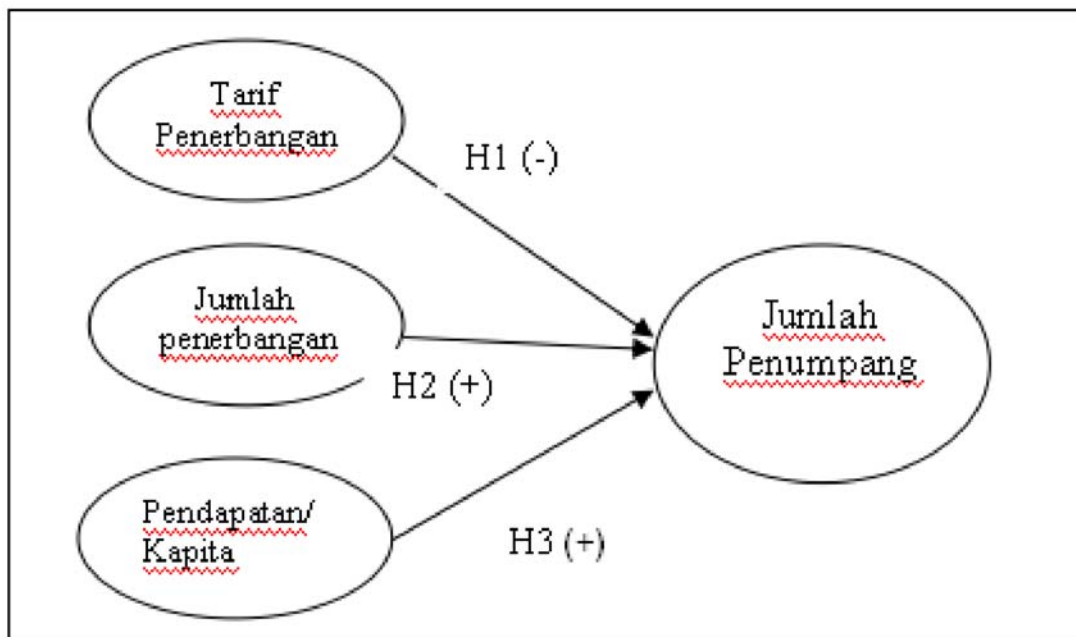 Tarif
Penerbangan
H1 (-)
Jumlah
penerbangan
H2 (+)
Pendapatan/
Kapita
H3 (+)
Jumlah
Penumpang